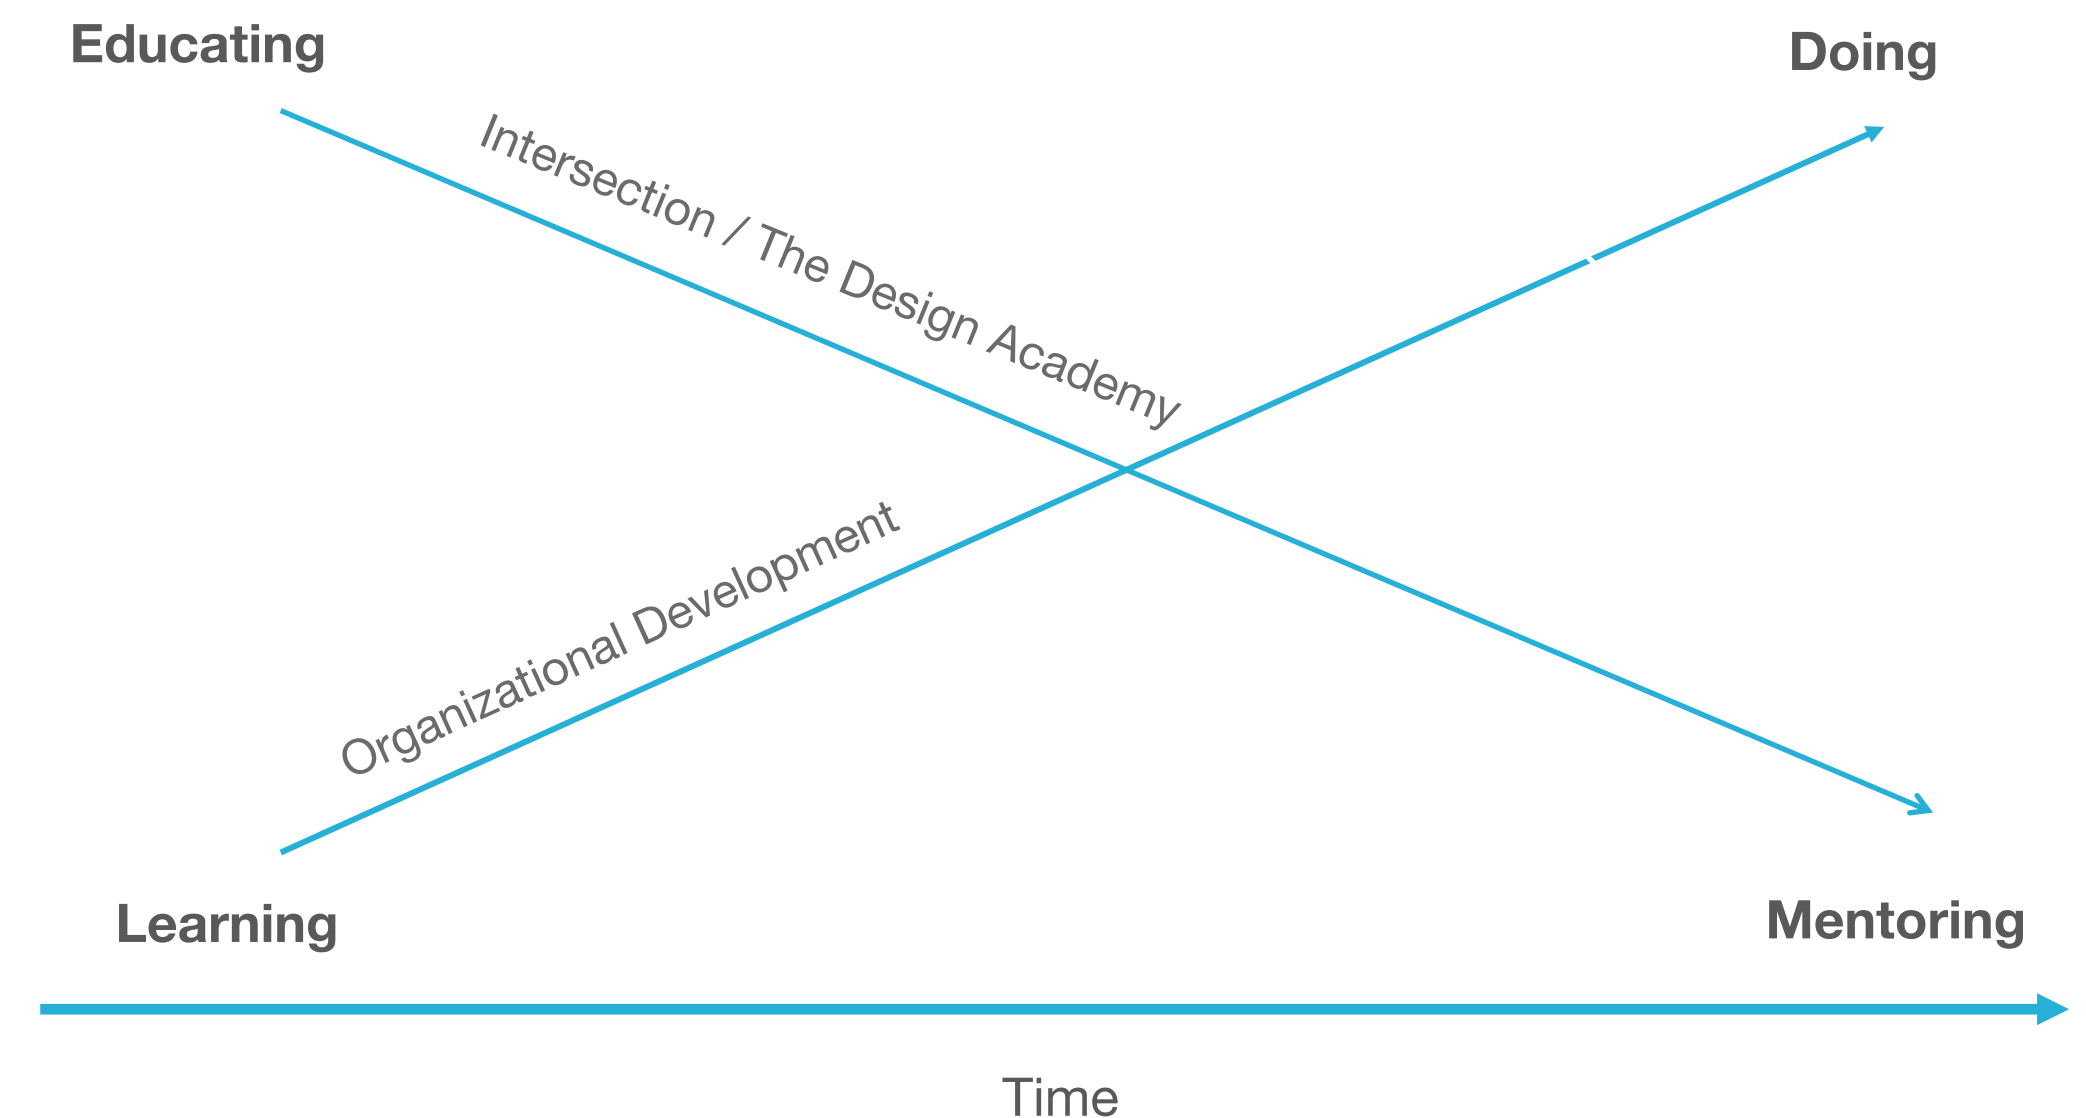 Educating
Doing
Intersection / The Design Academy
Organizational Development
Learning
Mentoring
Time